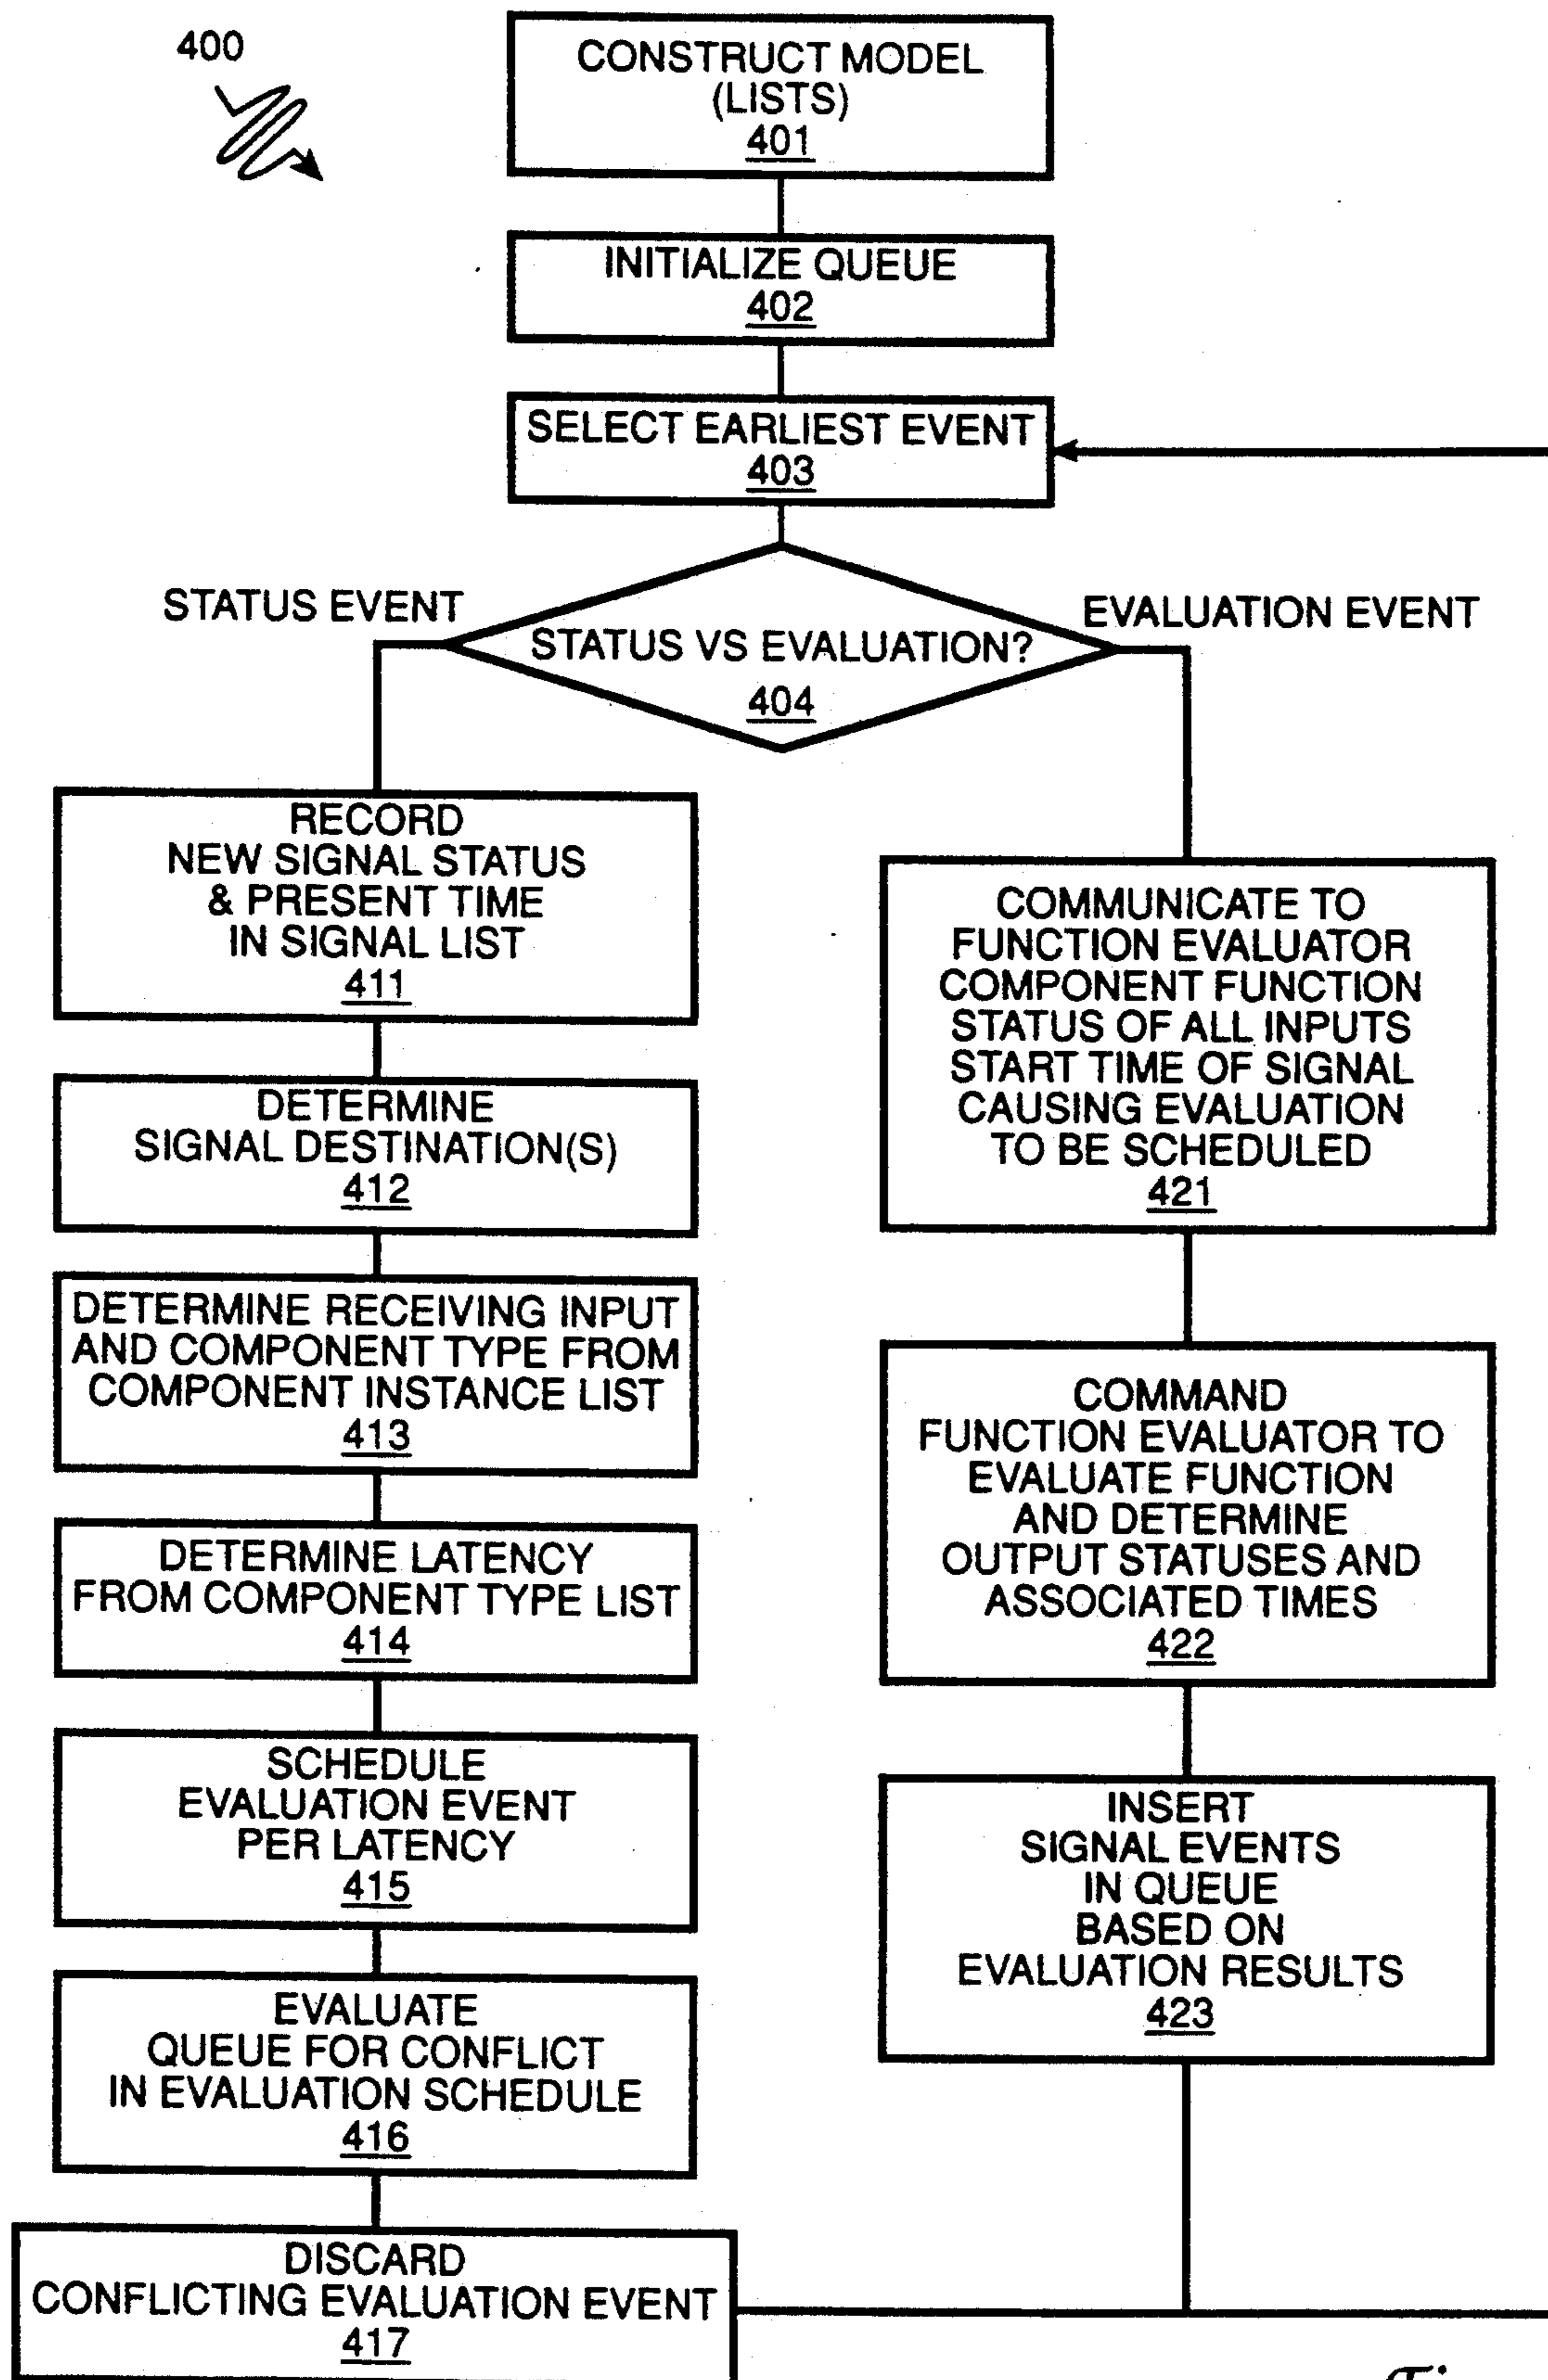 400
CONSTRUCT MODEL
(LISTS)
401
INITIALIZE QUEUE
402
SELECT EARLIEST EVENT
403
STATUS EVENT
EVALUATION EVENT
STATUS VS EVALUATION?
404
RECORD
NEW SIGNAL STATUS
& PRESENT TIME
IN SIGNAL LIST
411
DETERMINE
SIGNAL DESTINATION(S)
412
DETERMINE RECEIVING INPUT
AND COMPONENT TYPE FROM
COMPONENT INSTANCE LIST
413
DETERMINE LATENCY
FROM COMPONENT TYPE LIST
414
SCHEDULE
EVALUATION EVENT
PER LATENCY
415
EVALUATE
QUEUE FOR CONFLICT
IN EVALUATION SCHEDULE
416
DISCARD
CONFLICTING EVALUATION EVENT
417
COMMUNICATE TO
FUNCTION EVALUATOR
COMPONENT FUNCTION
STATUS OF ALL INPUTS
START TIME OF SIGNAL
CAUSING EVALUATION
TO BE SCHEDULED
421
COMMAND
FUNCTION EVALUATOR TO
EVALUATE FUNCTION
AND DETERMINE
OUTPUT STATUSES AND
ASSOCIATED TIMES
422
INSERT
SIGNAL EVENTS
IN QUEUE
BASED ON
EVALUATION RESULTS
423